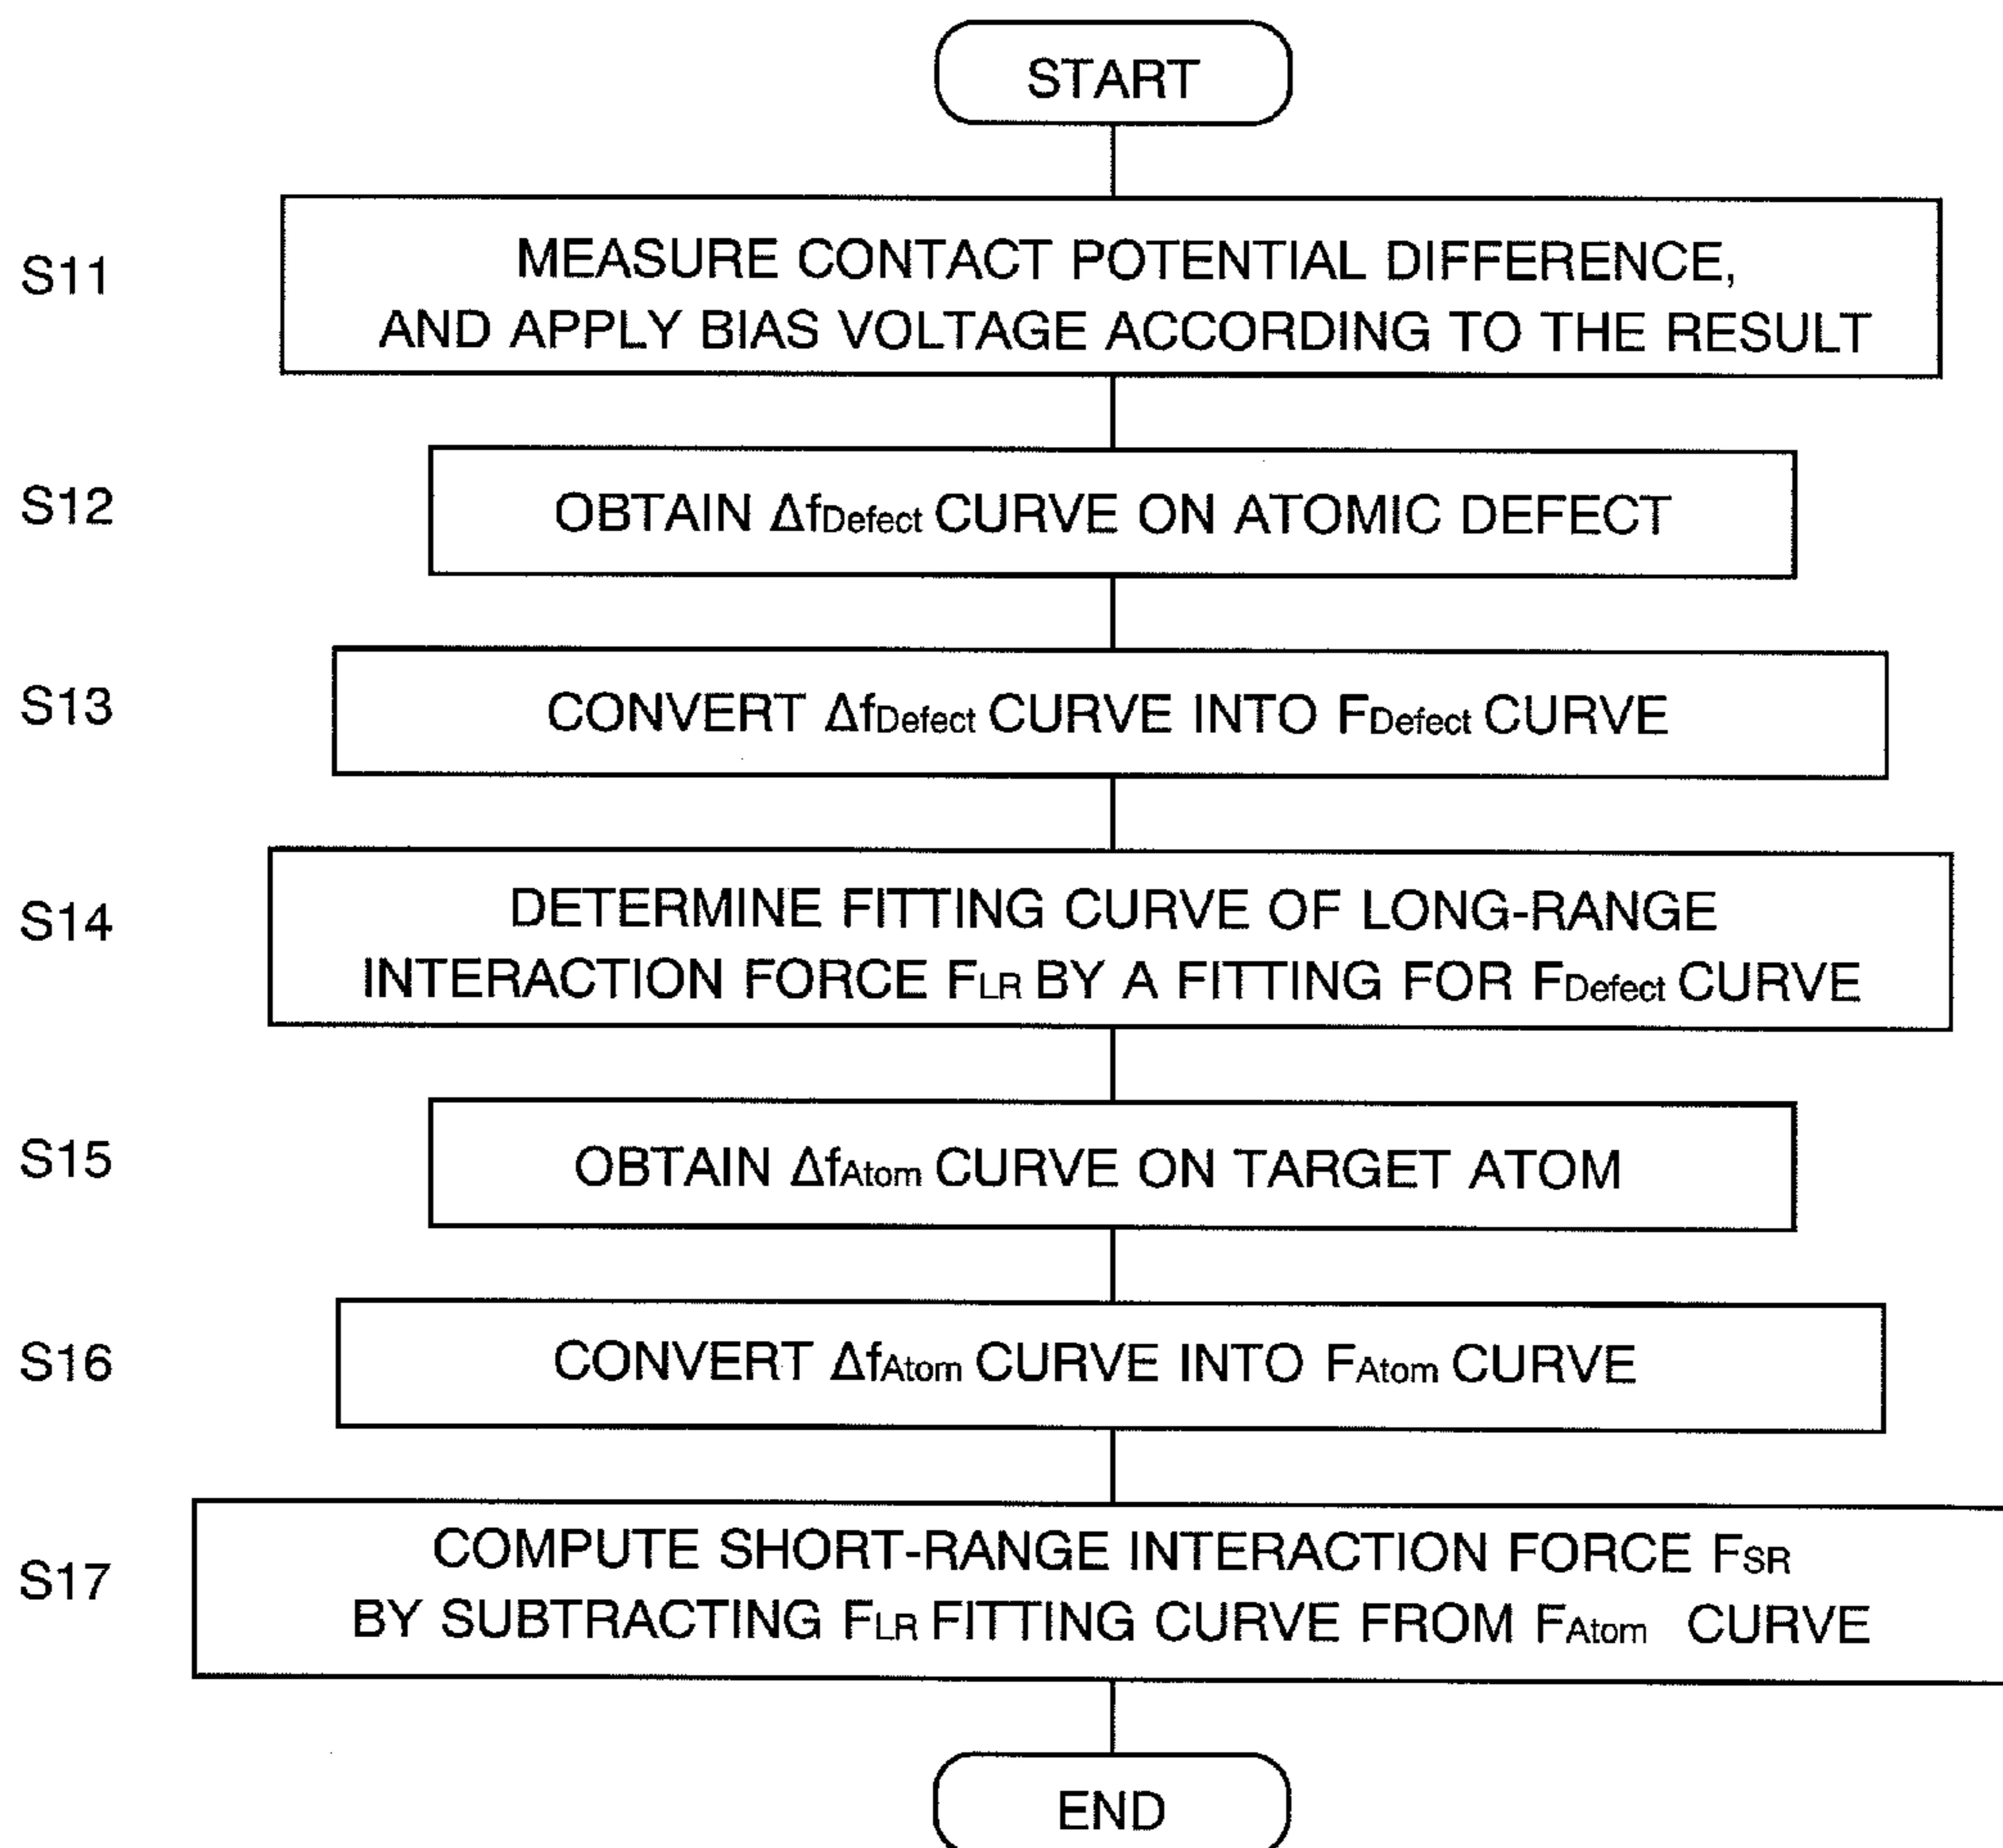 START
S11
MEASURE CONTACT POTENTIAL DIFFERENCE,
AND APPLY BIAS VOLTAGE ACCORDING TO THE RESULT
S12
OBTAIN ΔfDefect CURVE ON ATOMIC DEFECT
S13
CONVERT ΔfDefect CURVE INTO FDefect CURVE
S14
DETERMINE FITTING CURVE OF LONG-RANGE
INTERACTION FORCE FLR BY A FITTING FOR FDefect CURVE
S15
OBTAIN ΔfAtom CURVE ON TARGET ATOM
S16
CONVERT ΔfAtom CURVE INTO FAtom CURVE
S17
COMPUTE SHORT-RANGE INTERACTION FORCE FSR
BY SUBTRACTING FLR FITTING CURVE FROM FAtom CURVE
END